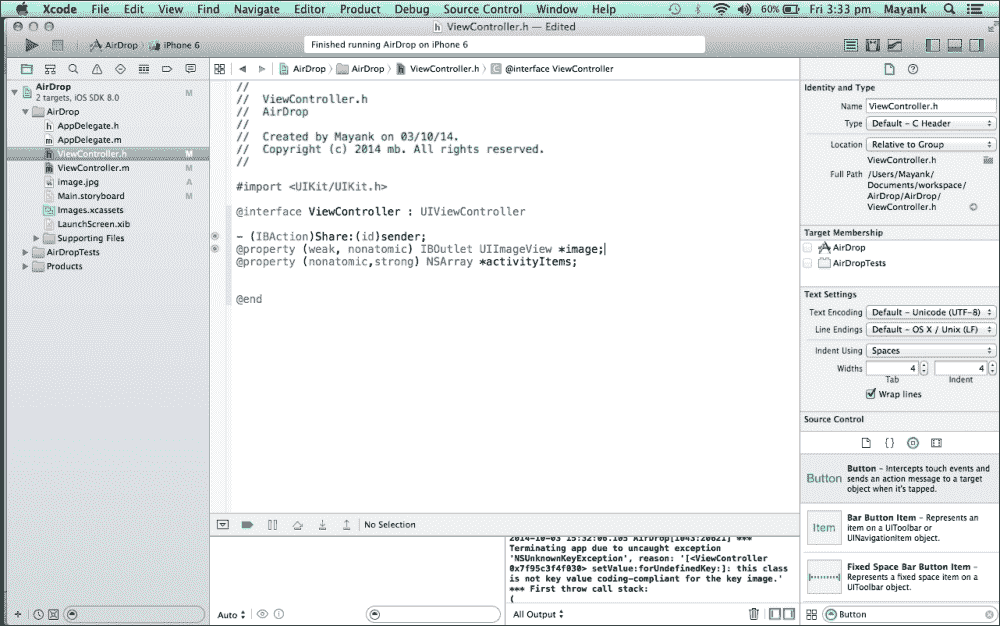 Xcode File Edit View Find Navigate Editor Product Debug Source Control Window Help 60% Fri 3:33 pm Mayank
ViewController.h — Edited
AirDrop iPhone 6
Finished running AirDrop on iPhone 6
AirDrop AirDrop ViewController.h @interface ViewController
AirDrop M
2 targets, iOS SDK 8.0
AirDrop
AppDelegate.h
AppDelegate.m
ViewController.h M
ViewController.m M
image.jpg A
Main.storyboard M
Images.xcassets
LaunchScreen.xib
Supporting Files
AirDropTests
Products
//
// ViewController.h
// AirDrop
//
// Created by Mayank on 03/10/14.
// Copyright (c) 2014 mb. All rights reserved.
//
#import <UIKit/UIKit.h>
@interface ViewController : UIViewController
- (IBAction)Share:(id)sender;
@property (weak, nonatomic) IBOutlet UIImageView *image;
@property (nonatomic,strong) NSArray *activityItems;
@end
No Selection
2014-10-03 15:32:06.105 AirDrop[1043:20621] ***
Terminating app due to uncaught exception
'NSUnknownKeyException', reason: '[<ViewController
0x7f95c3f4f030> setValue:forUndefinedKey:]: this class
is not key value coding-compliant for the key image.'
*** First throw call stack:
(
Auto
All Output
Identity and Type
Name ViewController.h
Type Default - C Header
Location Relative to Group
ViewController.h
Full Path /Users/Mayank/
Documents/workspace/
AirDrop/AirDrop/
ViewController.h
Target Membership
AirDrop
AirDropTests
Text Settings
Text Encoding Default - Unicode (UTF-8)
Line Endings Default - OS X / Unix (LF)
Indent Using Spaces
Widths 4 4
Tab Indent
Wrap lines
Source Control
Button
Button - Intercepts touch events and
sends an action message to a target
object when it's tapped.
Item
Bar Button Item - Represents an
item on a UIToolbar or
UINavigationItem object.
Fixed Space Bar Button Item -
Represents a fixed space item on a
UIToolbar object.
Button